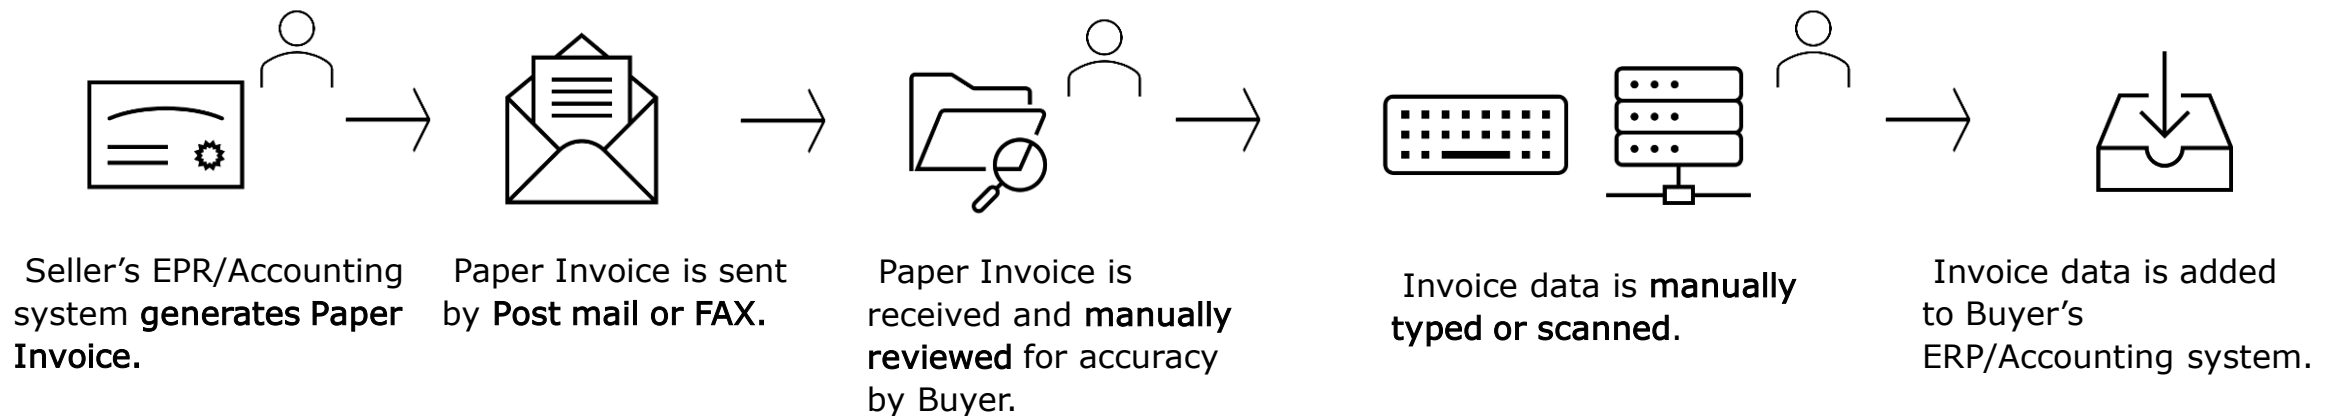 Seller’s EPR/Accounting
system generates Paper
Invoice.
Paper Invoice is sent
by Post mail or FAX.
Paper Invoice is
received and manually
reviewed for accuracy
by Buyer.
Invoice data is manually
typed or scanned.
Invoice data is added
to Buyer’s
ERP/Accounting system.